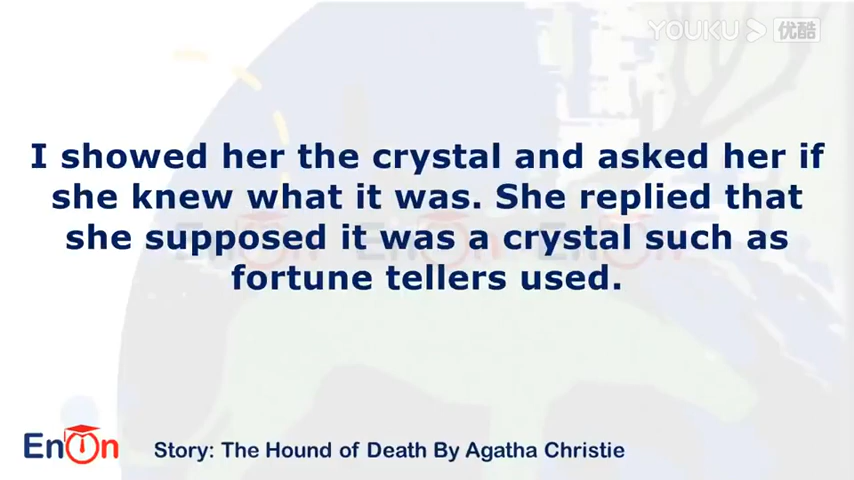 YOUKU 优酷
I showed her the crystal and asked her if
she knew what it was. She replied that
she supposed it was a crystal such as
fortune tellers used.
EnOn
Story: The Hound of Death By Agatha Christie